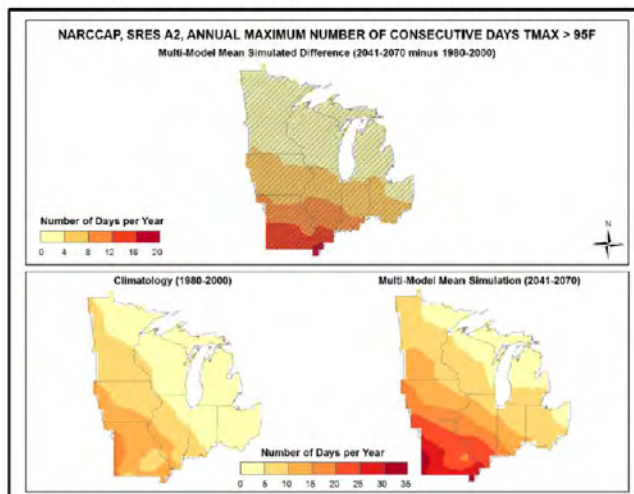 NARCCAP, SRES A2, ANNUAL MAXIMUM NUMBER OF CONSECUTIVE DAYS TMAX > 95F
Multi-Model Mean Simulated Difference (2041-2070 minus 1980-2000)
Number of Days per Year
0 4 8 12 16 20
N
Climatology (1980-2000)
Multi-Model Mean Simulation (2041-2070)
Number of Days per Year
0 5 10 15 20 25 30 35